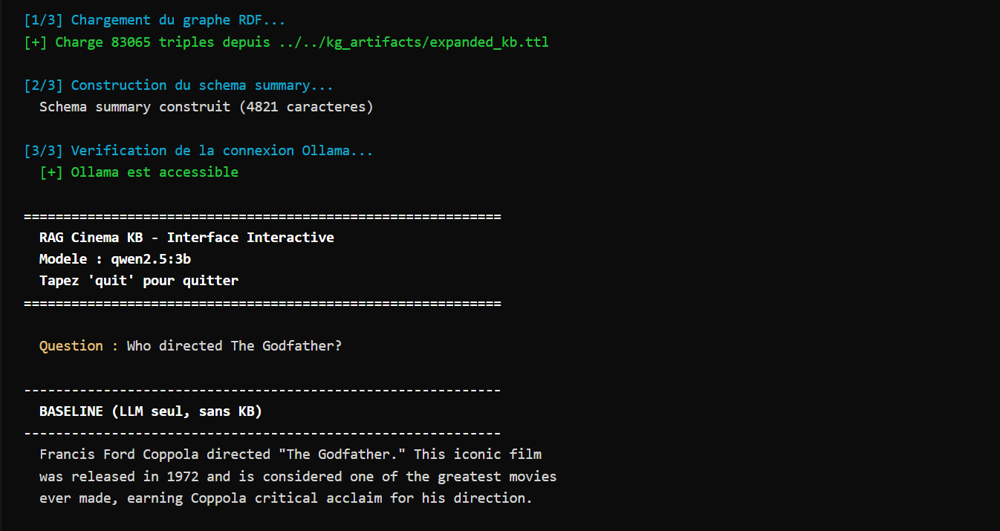 [1/3] Chargement du graphe RDF...
[+] Charge 83065 triples depuis ../../kg_artifacts/expanded_kb.ttl
[2/3] Construction du schema summary...
Schema summary construit (4821 caracteres)
[3/3] Verification de la connexion Ollama...
[+] Ollama est accessible
============================================================
RAG Cinema KB - Interface Interactive
Modele : qwen2.5:3b
Tapez 'quit' pour quitter
============================================================
Question : Who directed The Godfather?
------------------------------------------------------------
BASELINE (LLM seul, sans KB)
------------------------------------------------------------
Francis Ford Coppola directed "The Godfather." This iconic film
was released in 1972 and is considered one of the greatest movies
ever made, earning Coppola critical acclaim for his direction.